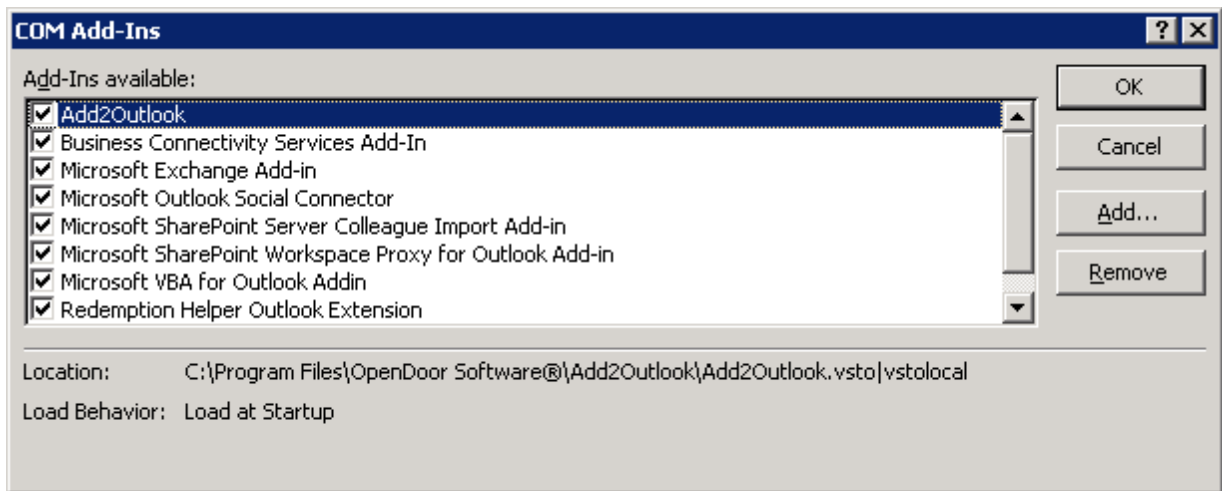 COM Add-Ins
Add-Ins available:
Add2Outlook
Business Connectivity Services Add-In
Microsoft Exchange Add-in
Microsoft Outlook Social Connector
Microsoft SharePoint Server Colleague Import Add-in
Microsoft SharePoint Workspace Proxy for Outlook Add-in
Microsoft VBA for Outlook Addin
Redemption Helper Outlook Extension
OK
Cancel
Add...
Remove
Location: C:\Program Files\OpenDoor Software®\Add2Outlook\Add2Outlook.vsto|vstolocal
Load Behavior: Load at Startup